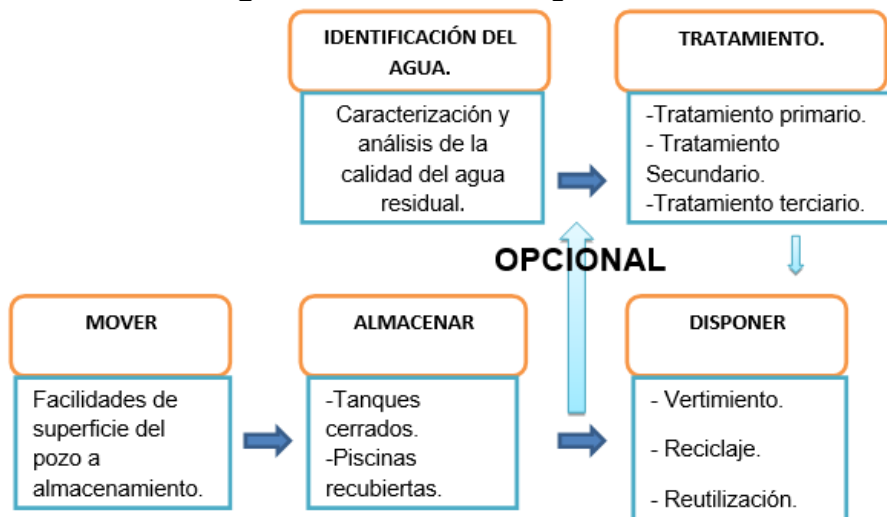 IDENTIFICACIÓN DEL
AGUA.
Caracterización y
análisis de la
calidad del agua
residual.
TRATAMIENTO.
-Tratamiento primario.
- Tratamiento
Secundario.
-Tratamiento terciario.
OPCIONAL
MOVER
Facilidades de
superficie del
pozo a
almacenamiento.
ALMACENAR
-Tanques
cerrados.
-Piscinas
recubiertas.
DISPONER
- Vertimiento.
- Reciclaje.
- Reutilización.